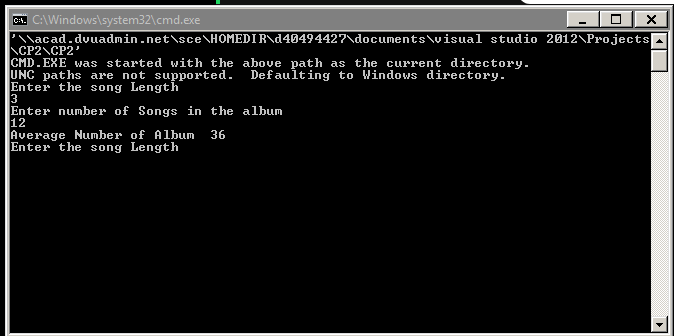 C:\Windows\system32\cmd.exe
'\\acad.dvuadmin.net\sce\HOMEDIR\d40494427\documents\visual studio 2012\Projects
\CP2\CP2'
CMD.EXE was started with the above path as the current directory.
UNC paths are not supported.  Defaulting to Windows directory.
Enter the song Length
3
Enter number of Songs in the album
12
Average Number of Album  36
Enter the song Length